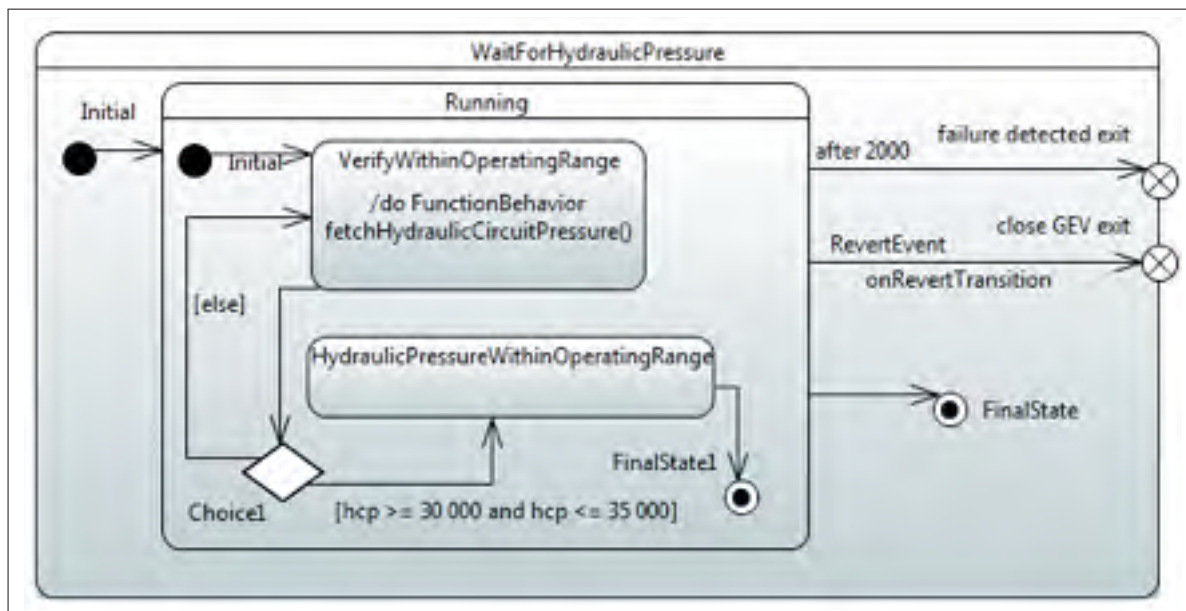 WaitForHydraulicPressure
Initial
Running
Initial
VerifyWithinOperatingRange
/do FunctionBehavior
fetchHydraulicCircuitPressure()
after 2000
failure detected exit
RevertEvent
close GEV exit
onRevertTransition
[else]
HydraulicPressureWithinOperatingRange
FinalState
FinalState1
Choice1
[hcp >= 30 000 and hcp <= 35 000]